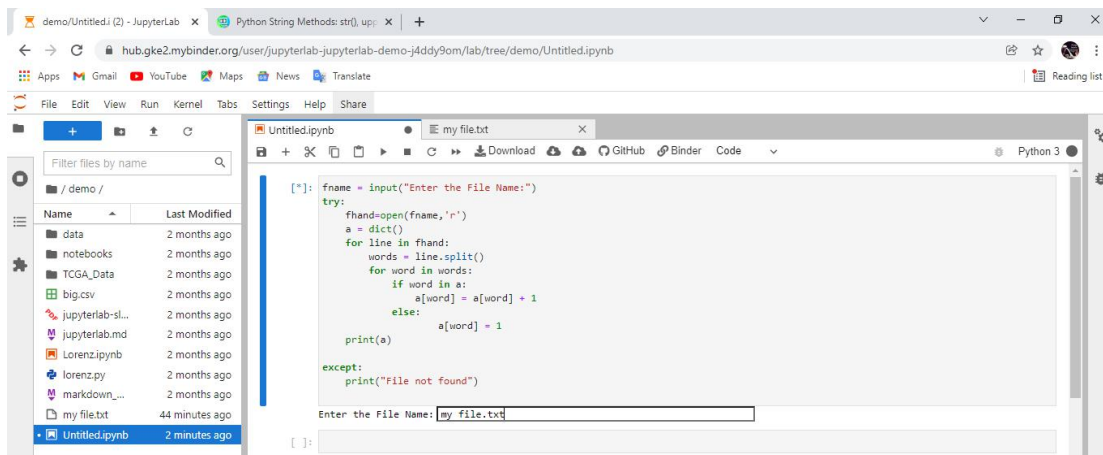 demo/Untitled.i (2) - JupyterLab
Python String Methods: str(), upp
hub.gke2.mybinder.org/user/jupyterlab-jupyterlab-demo-j4ddy9om/lab/tree/demo/Untitled.ipynb
Apps Gmail YouTube Maps News Translate Reading list
File Edit View Run Kernel Tabs Settings Help Share
Untitled.ipynb my file.txt
Download GitHub Binder Code Python 3
Filter files by name
/ demo /
Name Last Modified
data 2 months ago
notebooks 2 months ago
TCGA_Data 2 months ago
big.csv 2 months ago
jupyterlab-sl... 2 months ago
jupyterlab.md 2 months ago
Lorenz.ipynb 2 months ago
lorenz.py 2 months ago
markdown_... 2 months ago
my file.txt 44 minutes ago
Untitled.ipynb 2 minutes ago
[*]: fname = input("Enter the File Name:")
try:
    fhand=open(fname,'r')
    a = dict()
    for line in fhand:
        words = line.split()
        for word in words:
            if word in a:
                a[word] = a[word] + 1
            else:
                    a[word] = 1
    print(a)
except:
    print("File not found")
Enter the File Name: my file.txt
[ ]: